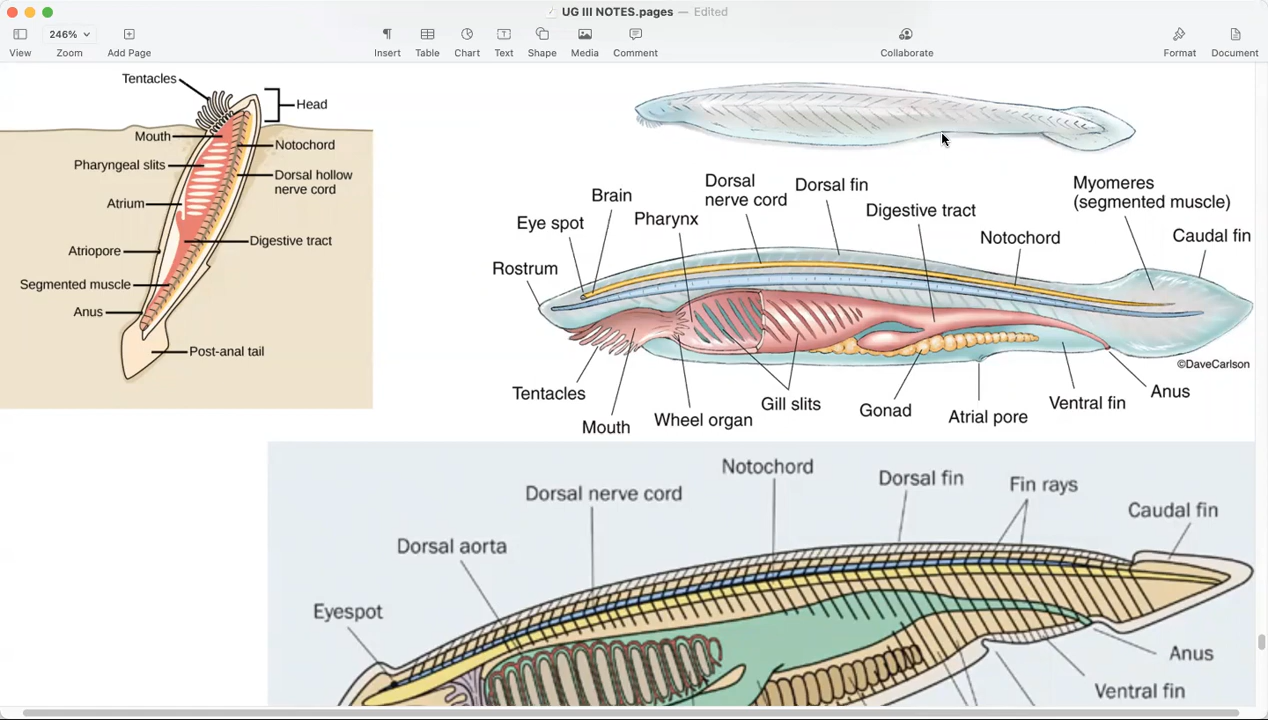 UG III NOTES.pages — Edited
246%
View
Zoom
Add Page
Insert
Table
Chart
Text
Shape
Media
Comment
Collaborate
Format
Document
Tentacles
Head
Mouth
Notochord
Pharyngeal slits
Dorsal hollow
nerve cord
Atrium
Digestive tract
Atriopore
Segmented muscle
Anus
Post-anal tail
Brain
Dorsal
nerve cord
Dorsal fin
Myomeres
(segmented muscle)
Eye spot
Pharynx
Digestive tract
Notochord
Caudal fin
Rostrum
©DaveCarlson
Tentacles
Mouth
Wheel organ
Gill slits
Gonad
Atrial pore
Ventral fin
Anus
Notochord
Dorsal fin
Fin rays
Dorsal nerve cord
Caudal fin
Dorsal aorta
Eyespot
Anus
Ventral fin